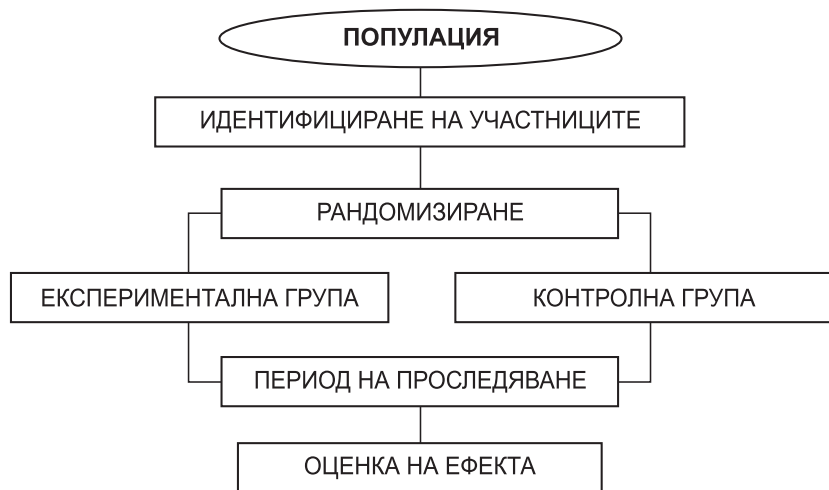 ПОПУЛАЦИЯ
ИДЕНТИФИЦИРАНЕ НА УЧАСТНИЦИТЕ
РАНДОМИЗИРАНЕ
ЕКСПЕРИМЕНТАЛНА ГРУПА
КОНТРОЛНА ГРУПА
ПЕРИОД НА ПРОСЛЕДЯВАНЕ
ОЦЕНКА НА ЕФЕКТА